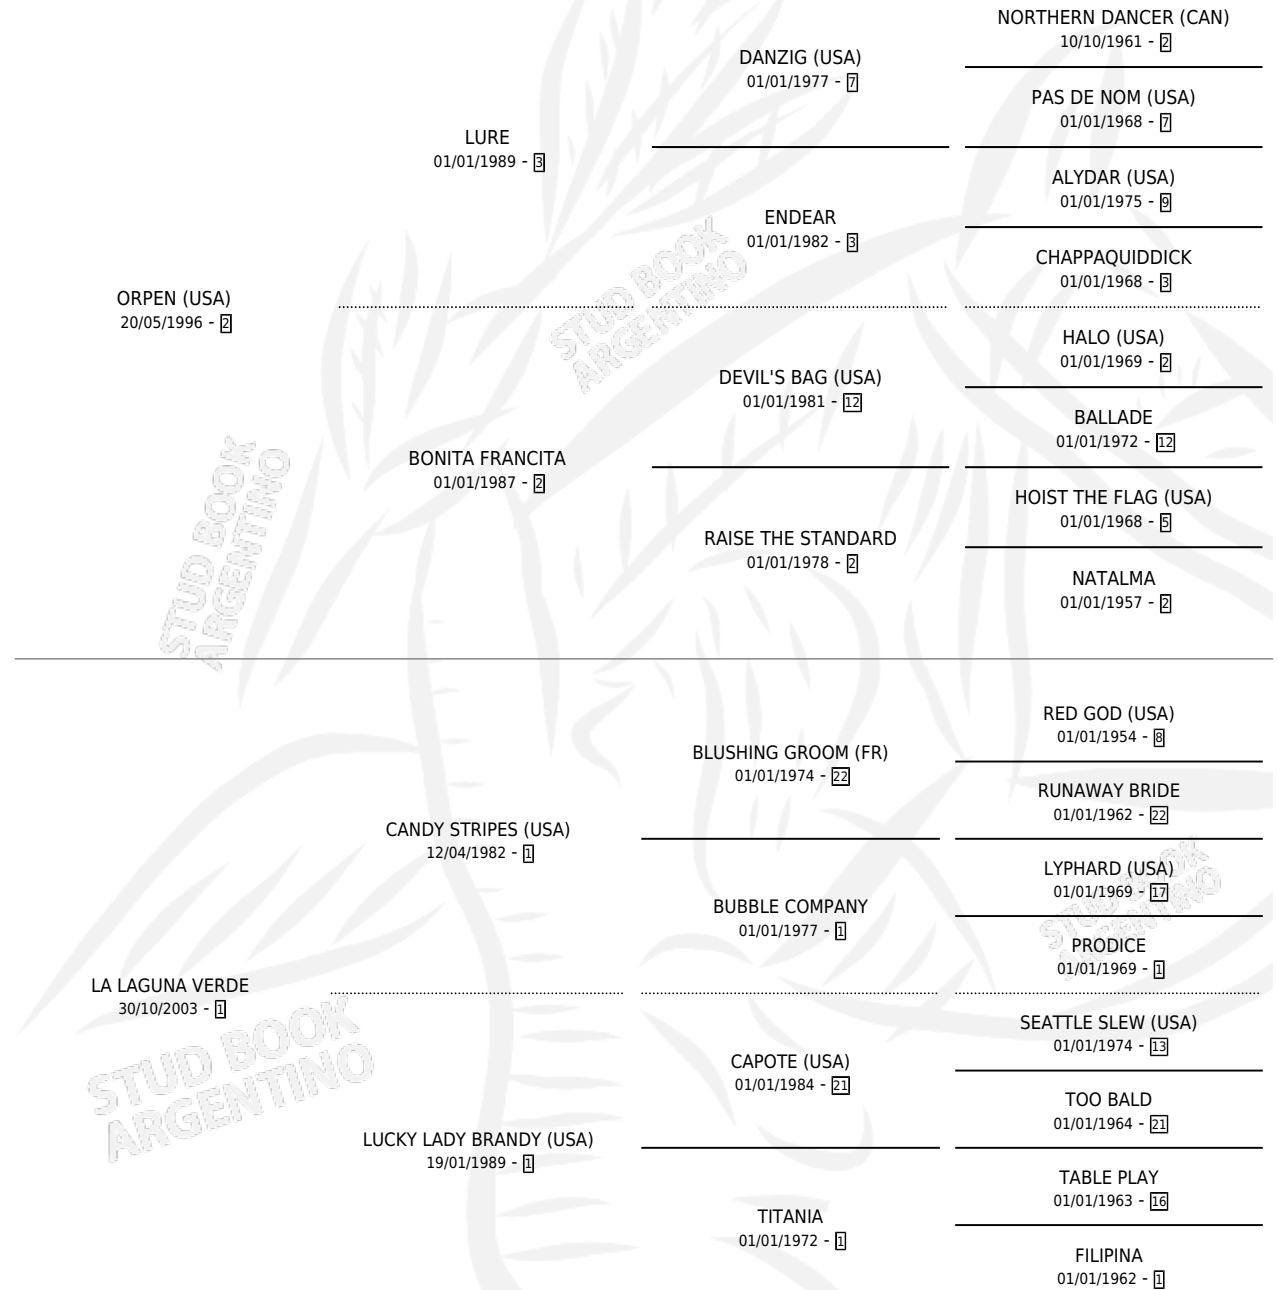 NORTHERN DANCER (CAN)
10/10/1961 - 2
DANZIG (USA)
01/01/1977 - 7
PAS DE NOM (USA)
01/01/1968 - 7
LURE
01/01/1989 - 3
ALYDAR (USA)
01/01/1975 - 9
ENDEAR
01/01/1982 - 3
CHAPPAQUIDDICK
01/01/1968 - 3
ORPEN (USA)
20/05/1996 - 2
HALO (USA)
01/01/1969 - 2
DEVIL'S BAG (USA)
01/01/1981 - 12
BALLADE
01/01/1972 - 12
BONITA FRANCITA
01/01/1987 - 2
HOIST THE FLAG (USA)
01/01/1968 - 5
RAISE THE STANDARD
01/01/1978 - 2
NATALMA
01/01/1957 - 2
STUD BOOK
ARGENTINO
STUD BOOK
ARGENTINO
RED GOD (USA)
01/01/1954 - 8
BLUSHING GROOM (FR)
01/01/1974 - 22
RUNAWAY BRIDE
01/01/1962 - 22
CANDY STRIPES (USA)
12/04/1982 - 1
LYPHARD (USA)
01/01/1969 - 17
BUBBLE COMPANY
01/01/1977 - 1
PRODICE
01/01/1969 - 1
LA LAGUNA VERDE
30/10/2003 - 1
SEATTLE SLEW (USA)
01/01/1974 - 13
CAPOTE (USA)
01/01/1984 - 21
TOO BALD
01/01/1964 - 21
LUCKY LADY BRANDY (USA)
19/01/1989 - 1
TABLE PLAY
01/01/1963 - 16
TITANIA
01/01/1972 - 1
FILIPINA
01/01/1962 - 1
STUD BOOK
ARGENTINO
STUD BOOK
ARGENTINO